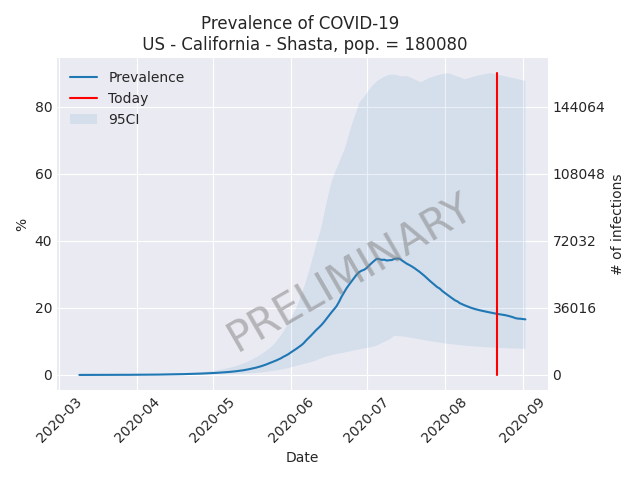 Prevalence of COVID-19
US - California - Shasta, pop. = 180080
Prevalence
Today
95CI
PRELIMINARY
%
80
60
40
20
0
144064
108048
72032
36016
0
# of infections
2020-03
2020-04
2020-05
2020-06
2020-07
2020-08
2020-09
Date